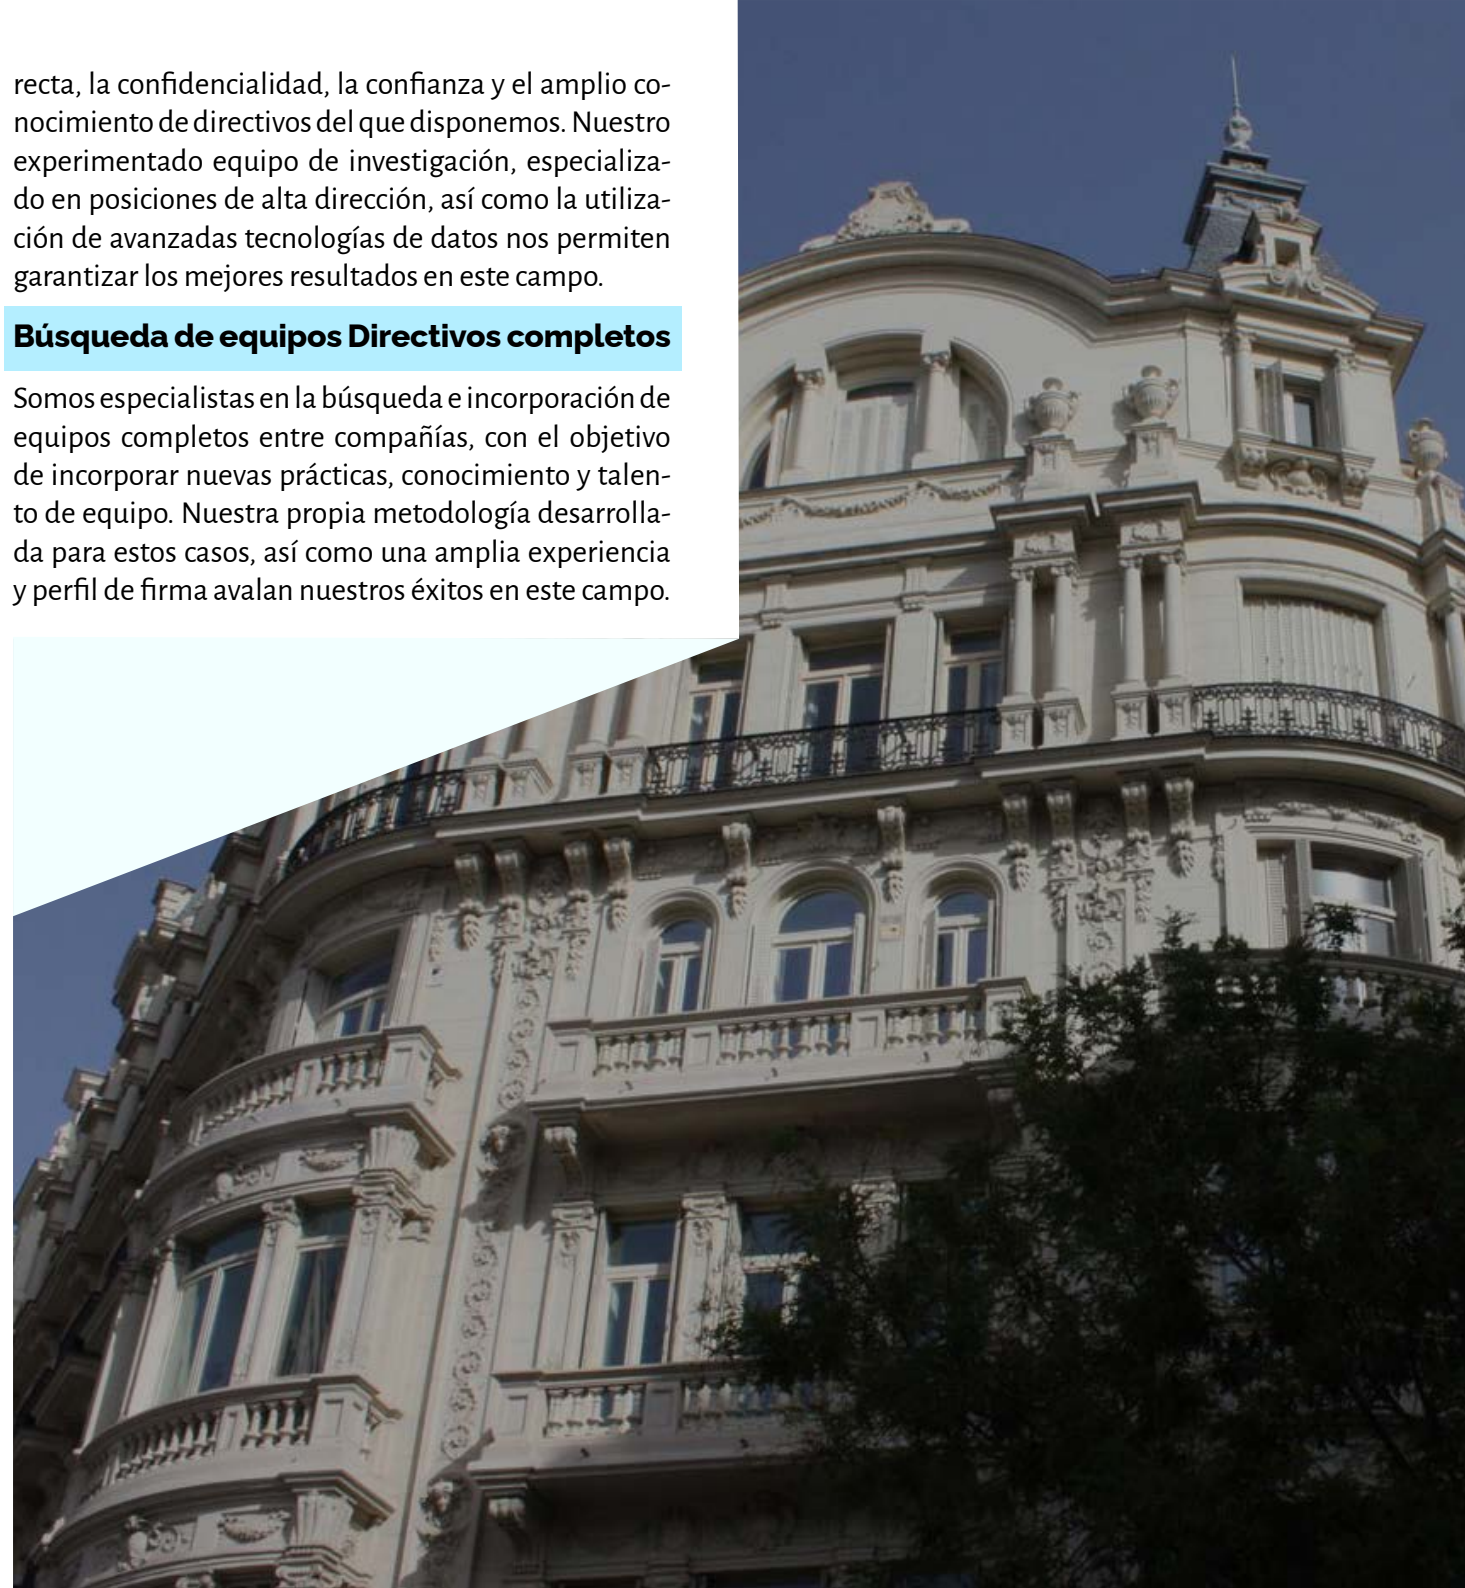 recta, la confidencialidad, la confianza y el amplio co-
nocimiento de directivos del que disponemos. Nuestro
experimentado equipo de investigación, especializa-
do en posiciones de alta dirección, así como la utiliza-
ción de avanzadas tecnologías de datos nos permiten
garantizar los mejores resultados en este campo.
Búsqueda de equipos Directivos completos
Somos especialistas en la búsqueda e incorporación de
equipos completos entre compañías, con el objetivo
de incorporar nuevas prácticas, conocimiento y talen-
to de equipo. Nuestra propia metodología desarrolla-
da para estos casos, así como una amplia experiencia
y perfil de firma avalan nuestros éxitos en este campo.